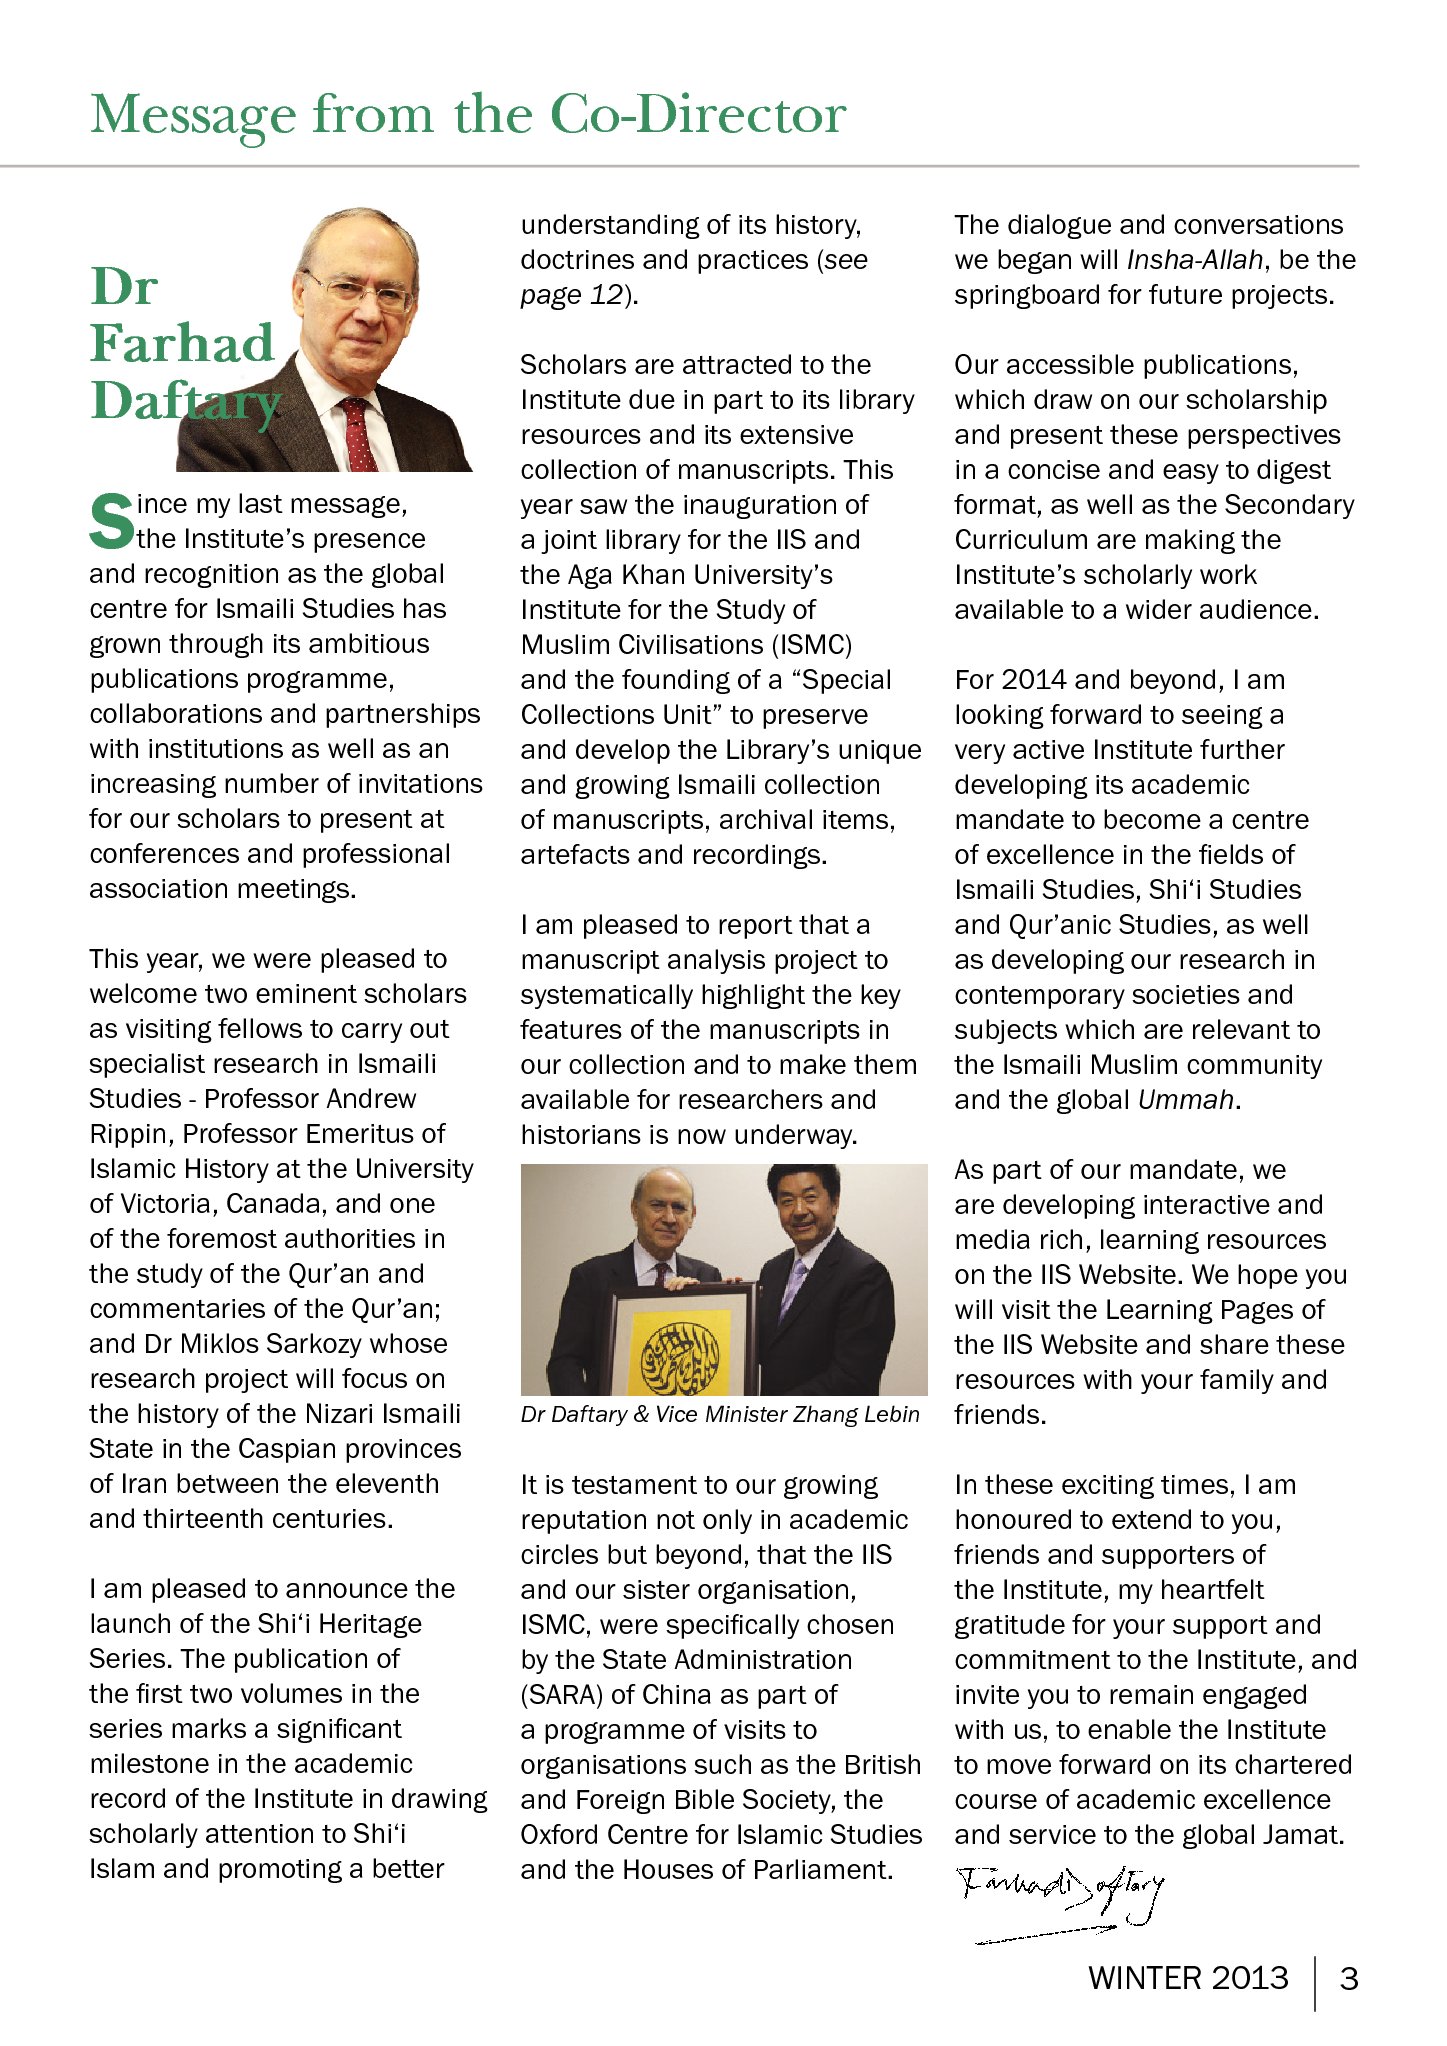 Message from the Co-Director
Dr
Farhad
Daftary
Since my last message,
the Institute’s presence
and recognition as the global
centre for Ismaili Studies has
grown through its ambitious
publications programme,
collaborations and partnerships
with institutions as well as an
increasing number of invitations
for our scholars to present at
conferences and professional
association meetings.
This year, we were pleased to
welcome two eminent scholars
as visiting fellows to carry out
specialist research in Ismaili
Studies - Professor Andrew
Rippin, Professor Emeritus of
Islamic History at the University
of Victoria, Canada, and one
of the foremost authorities in
the study of the Qur’an and
commentaries of the Qur’an;
and Dr Miklos Sarkozy whose
research project will focus on
the history of the Nizari Ismaili
State in the Caspian provinces
of Iran between the eleventh
and thirteenth centuries.
I am pleased to announce the
launch of the Shi‘i Heritage
Series. The publication of
the first two volumes in the
series marks a significant
milestone in the academic
record of the Institute in drawing
scholarly attention to Shi‘i
Islam and promoting a better
understanding of its history,
doctrines and practices (see
page 12).
Scholars are attracted to the
Institute due in part to its library
resources and its extensive
collection of manuscripts. This
year saw the inauguration of
a joint library for the IIS and
the Aga Khan University’s
Institute for the Study of
Muslim Civilisations (ISMC)
and the founding of a “Special
Collections Unit” to preserve
and develop the Library’s unique
and growing Ismaili collection
of manuscripts, archival items,
artefacts and recordings.
I am pleased to report that a
manuscript analysis project to
systematically highlight the key
features of the manuscripts in
our collection and to make them
available for researchers and
historians is now underway.
Dr Daftary & Vice Minister Zhang Lebin
It is testament to our growing
reputation not only in academic
circles but beyond, that the IIS
and our sister organisation,
ISMC, were specifically chosen
by the State Administration
(SARA) of China as part of
a programme of visits to
organisations such as the British
and Foreign Bible Society, the
Oxford Centre for Islamic Studies
and the Houses of Parliament.
The dialogue and conversations
we began will Insha-Allah, be the
springboard for future projects.
Our accessible publications,
which draw on our scholarship
and present these perspectives
in a concise and easy to digest
format, as well as the Secondary
Curriculum are making the
Institute’s scholarly work
available to a wider audience.
For 2014 and beyond, I am
looking forward to seeing a
very active Institute further
developing its academic
mandate to become a centre
of excellence in the fields of
Ismaili Studies, Shi‘i Studies
and Qur’anic Studies, as well
as developing our research in
contemporary societies and
subjects which are relevant to
the Ismaili Muslim community
and the global Ummah.
As part of our mandate, we
are developing interactive and
media rich, learning resources
on the IIS Website. We hope you
will visit the Learning Pages of
the IIS Website and share these
resources with your family and
friends.
In these exciting times, I am
honoured to extend to you,
friends and supporters of
the Institute, my heartfelt
gratitude for your support and
commitment to the Institute, and
invite you to remain engaged
with us, to enable the Institute
to move forward on its chartered
course of academic excellence
and service to the global Jamat.
Farhad Daftary
WINTER 2013 3